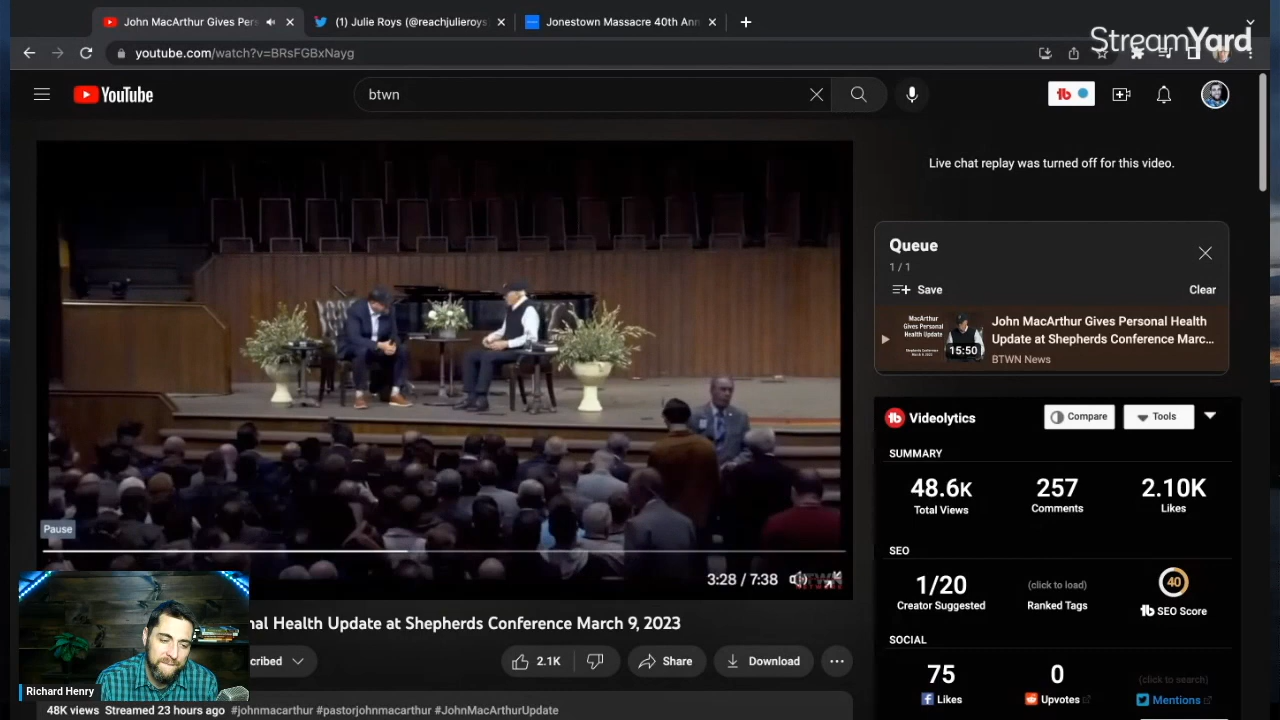 John MacArthur Gives Pers
(1) Julie Roys (@reachjulieroys
Jonestown Massacre 40th Ann
StreamYard
youtube.com/watch?v=BRsFGBxNayg
YouTube
btwn
Live chat replay was turned off for this video.
Queue
1 / 1
Save
Clear
MacArthur
Gives Personal
Health Update
15:50
John MacArthur Gives Personal Health
Update at Shepherds Conference Marc...
BTWN News
Videolytics
Compare
Tools
SUMMARY
48.6K
Total Views
257
Comments
2.10K
Likes
SEO
1/20
Creator Suggested
(click to load)
Ranked Tags
40
SEO Score
SOCIAL
75
Likes
0
Upvotes
(click to search)
Mentions
Pause
3:28 / 7:38
nal Health Update at Shepherds Conference March 9, 2023
cribed
2.1K
Share
Download
Richard Henry
48K views Streamed 23 hours ago #johnmacarthur #pastorjohnmacarthur #JohnMacArthurUpdate